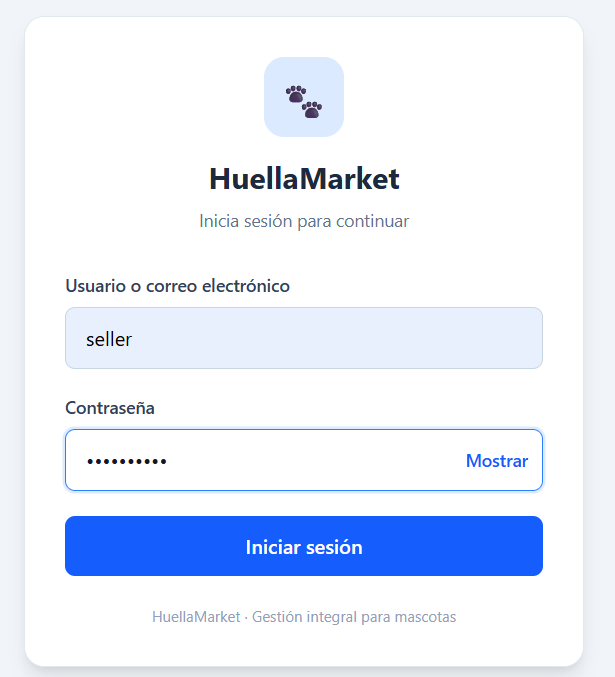 HuellaMarket
Inicia sesión para continuar
Usuario o correo electrónico
seller
Contraseña
••••••••••
Mostrar
Iniciar sesión
HuellaMarket · Gestión integral para mascotas